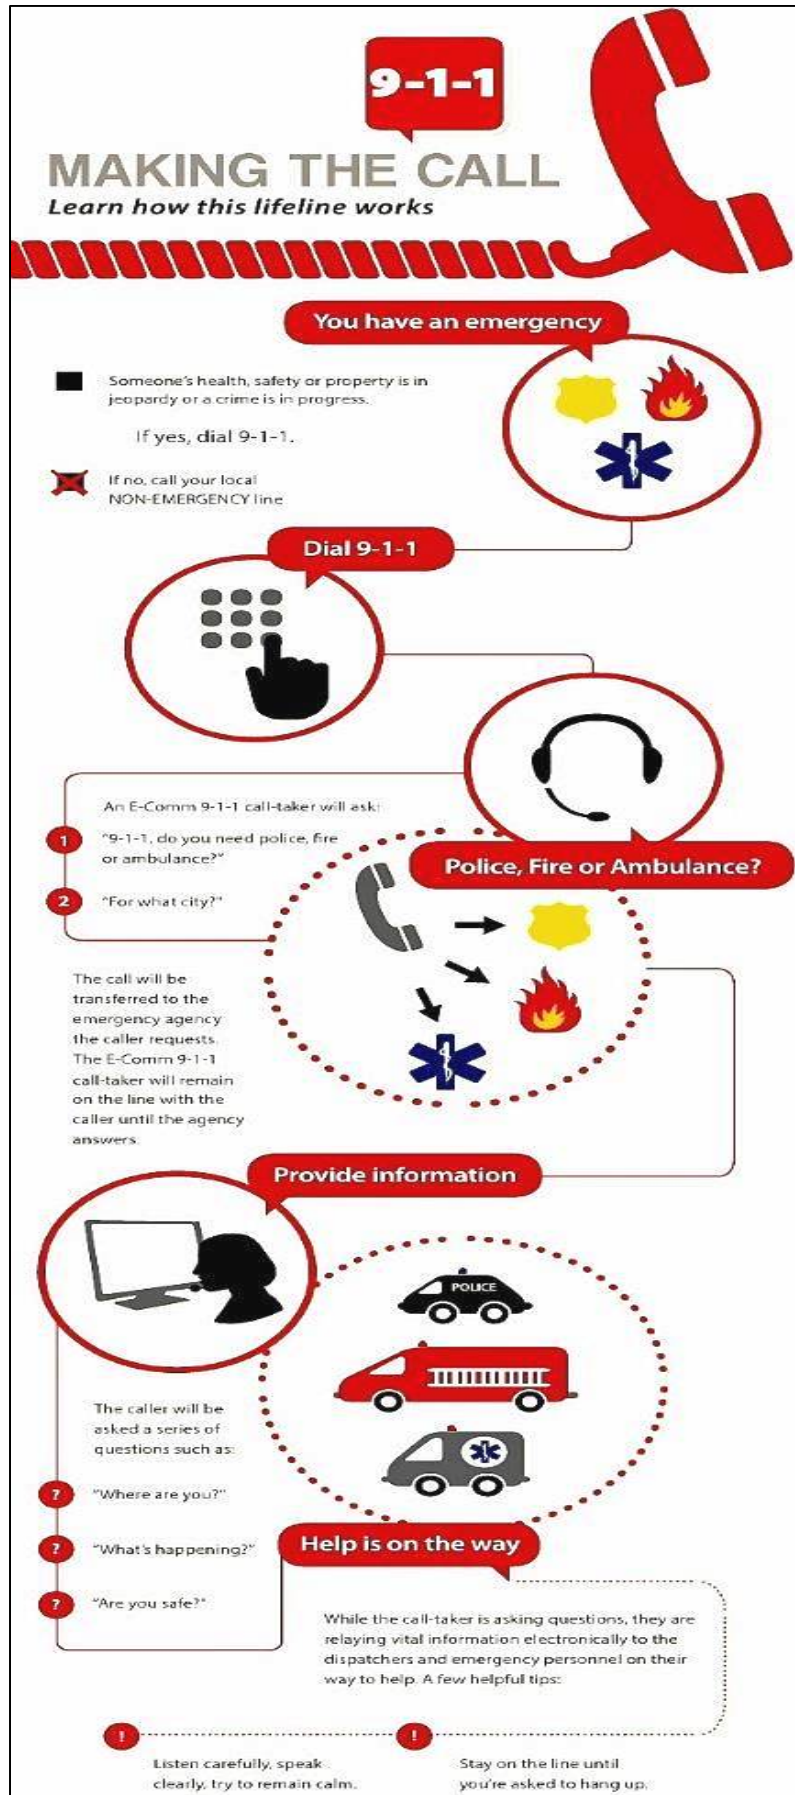 9-1-1
MAKING THE CALL
Learn how this lifeline works
You have an emergency
Someone's health, safety or property is in
jeopardy or a crime is in progress.
If yes, dial 9-1-1.
If no, call your local
NON-EMERGENCY line
Dial 9-1-1
An E-Comm 9-1-1 call-taker will ask:
1
"9-1-1, do you need police, fire
or ambulance?"
2
"For what city?"
Police, Fire or Ambulance?
The call will be
transferred to the
emergency agency
the caller requests.
The E-Comm 9-1-1
call-taker will remain
on the line with the
caller until the agency
answers.
Provide information
POLICE
The caller will be
asked a series of
questions such as:
?
"Where are you?"
?
"What's happening?"
?
"Are you safe?"
Help is on the way
While the call-taker is asking questions, they are
relaying vital information electronically to the
dispatchers and emergency personnel on their
way to help. A few helpful tips:
!
Listen carefully, speak
clearly, try to remain calm.
!
Stay on the line until
you're asked to hang up.